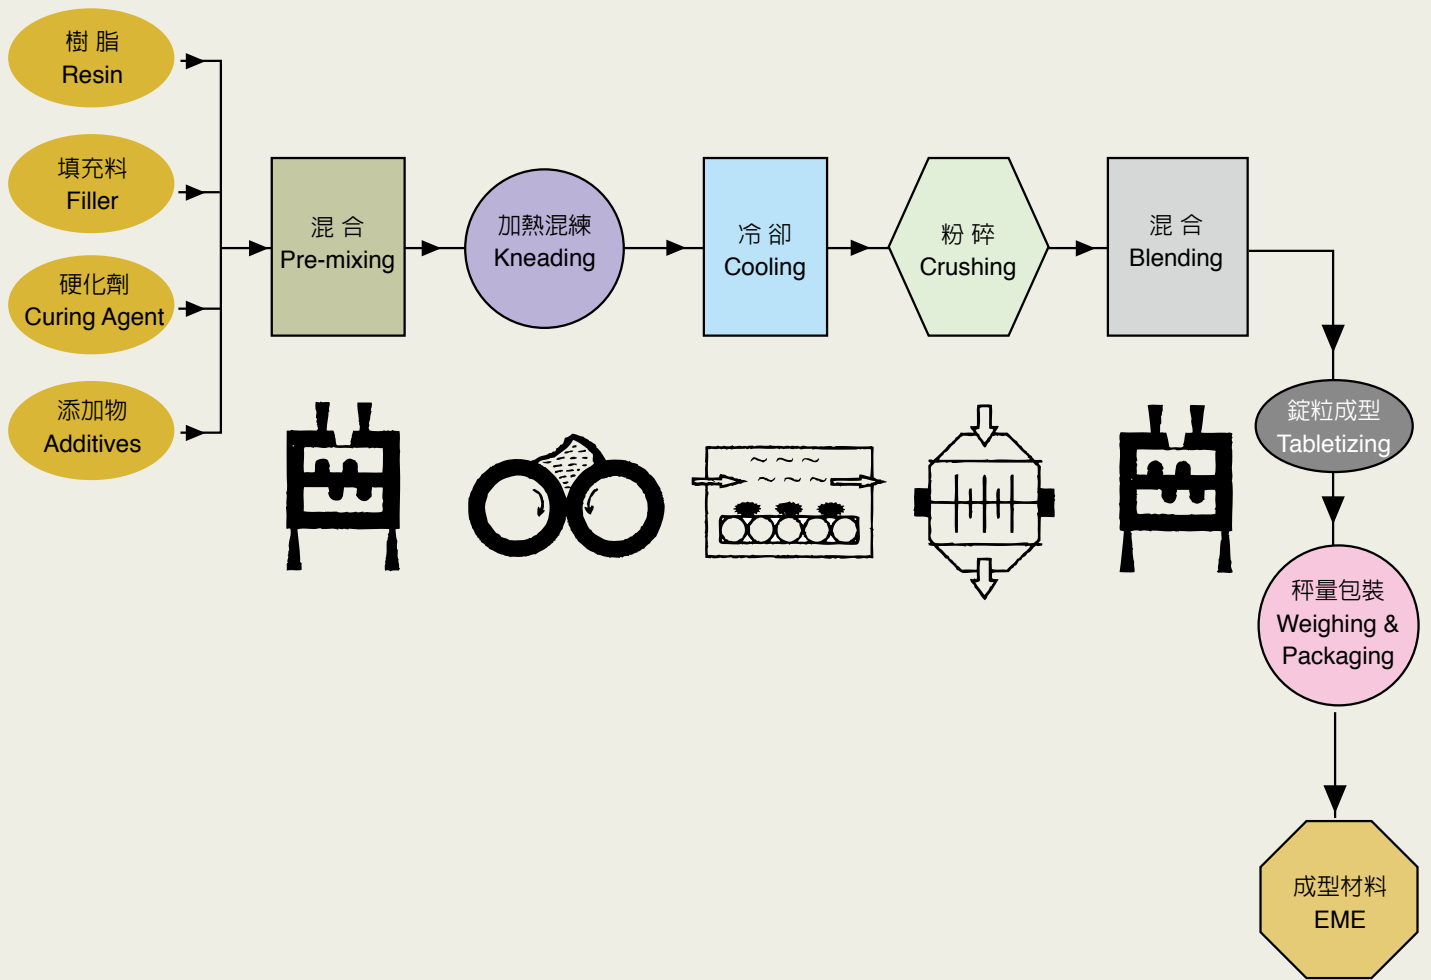 樹 脂
Resin
填充料
Filler
硬化劑
Curing Agent
添加物
Additives
混 合
Pre-mixing
加熱混練
Kneading
冷 卻
Cooling
粉 碎
Crushing
混 合
Blending
錠粒成型
Tabletizing
秤量包裝
Weighing &
Packaging
成型材料
EME